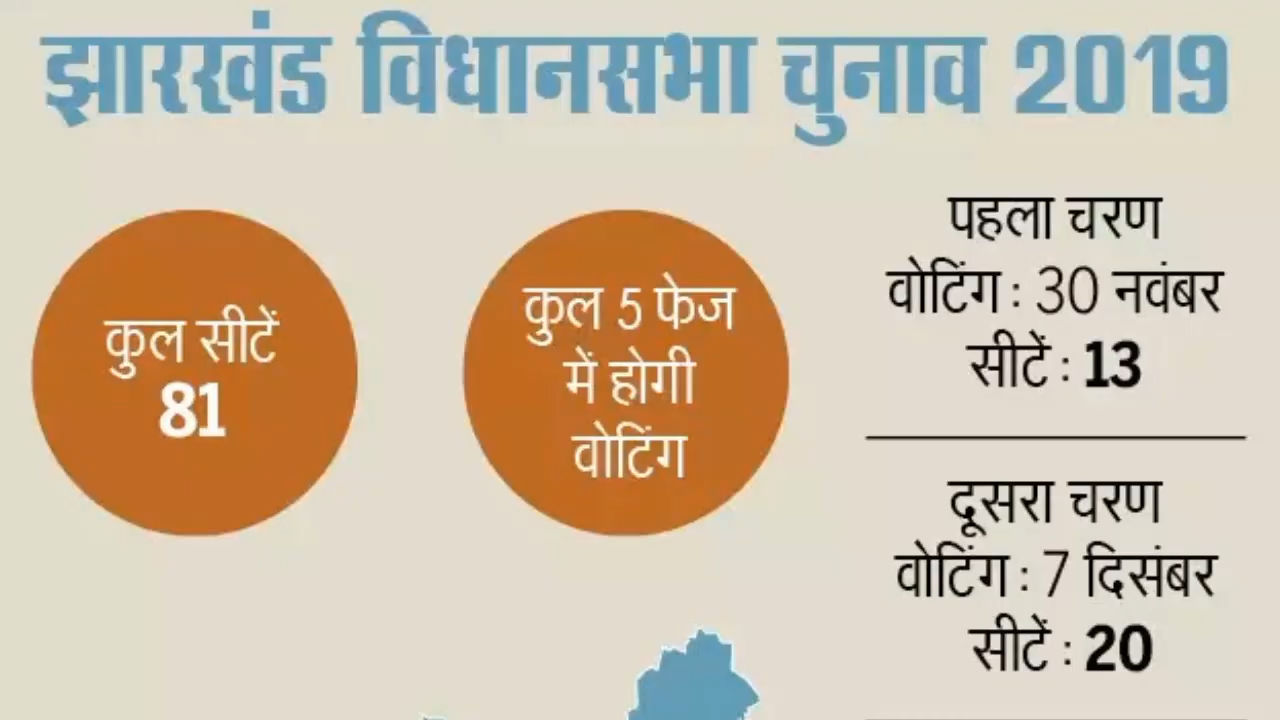 झारखंड विधानसभा चुनाव 2019
कुल सीटें
81
कुल 5 फेज
में होगी
वोटिंग
पहला चरण
वोटिंग : 30 नवंबर
सीटें : 13
दूसरा चरण
वोटिंग : 7 दिसंबर
सीटें : 20